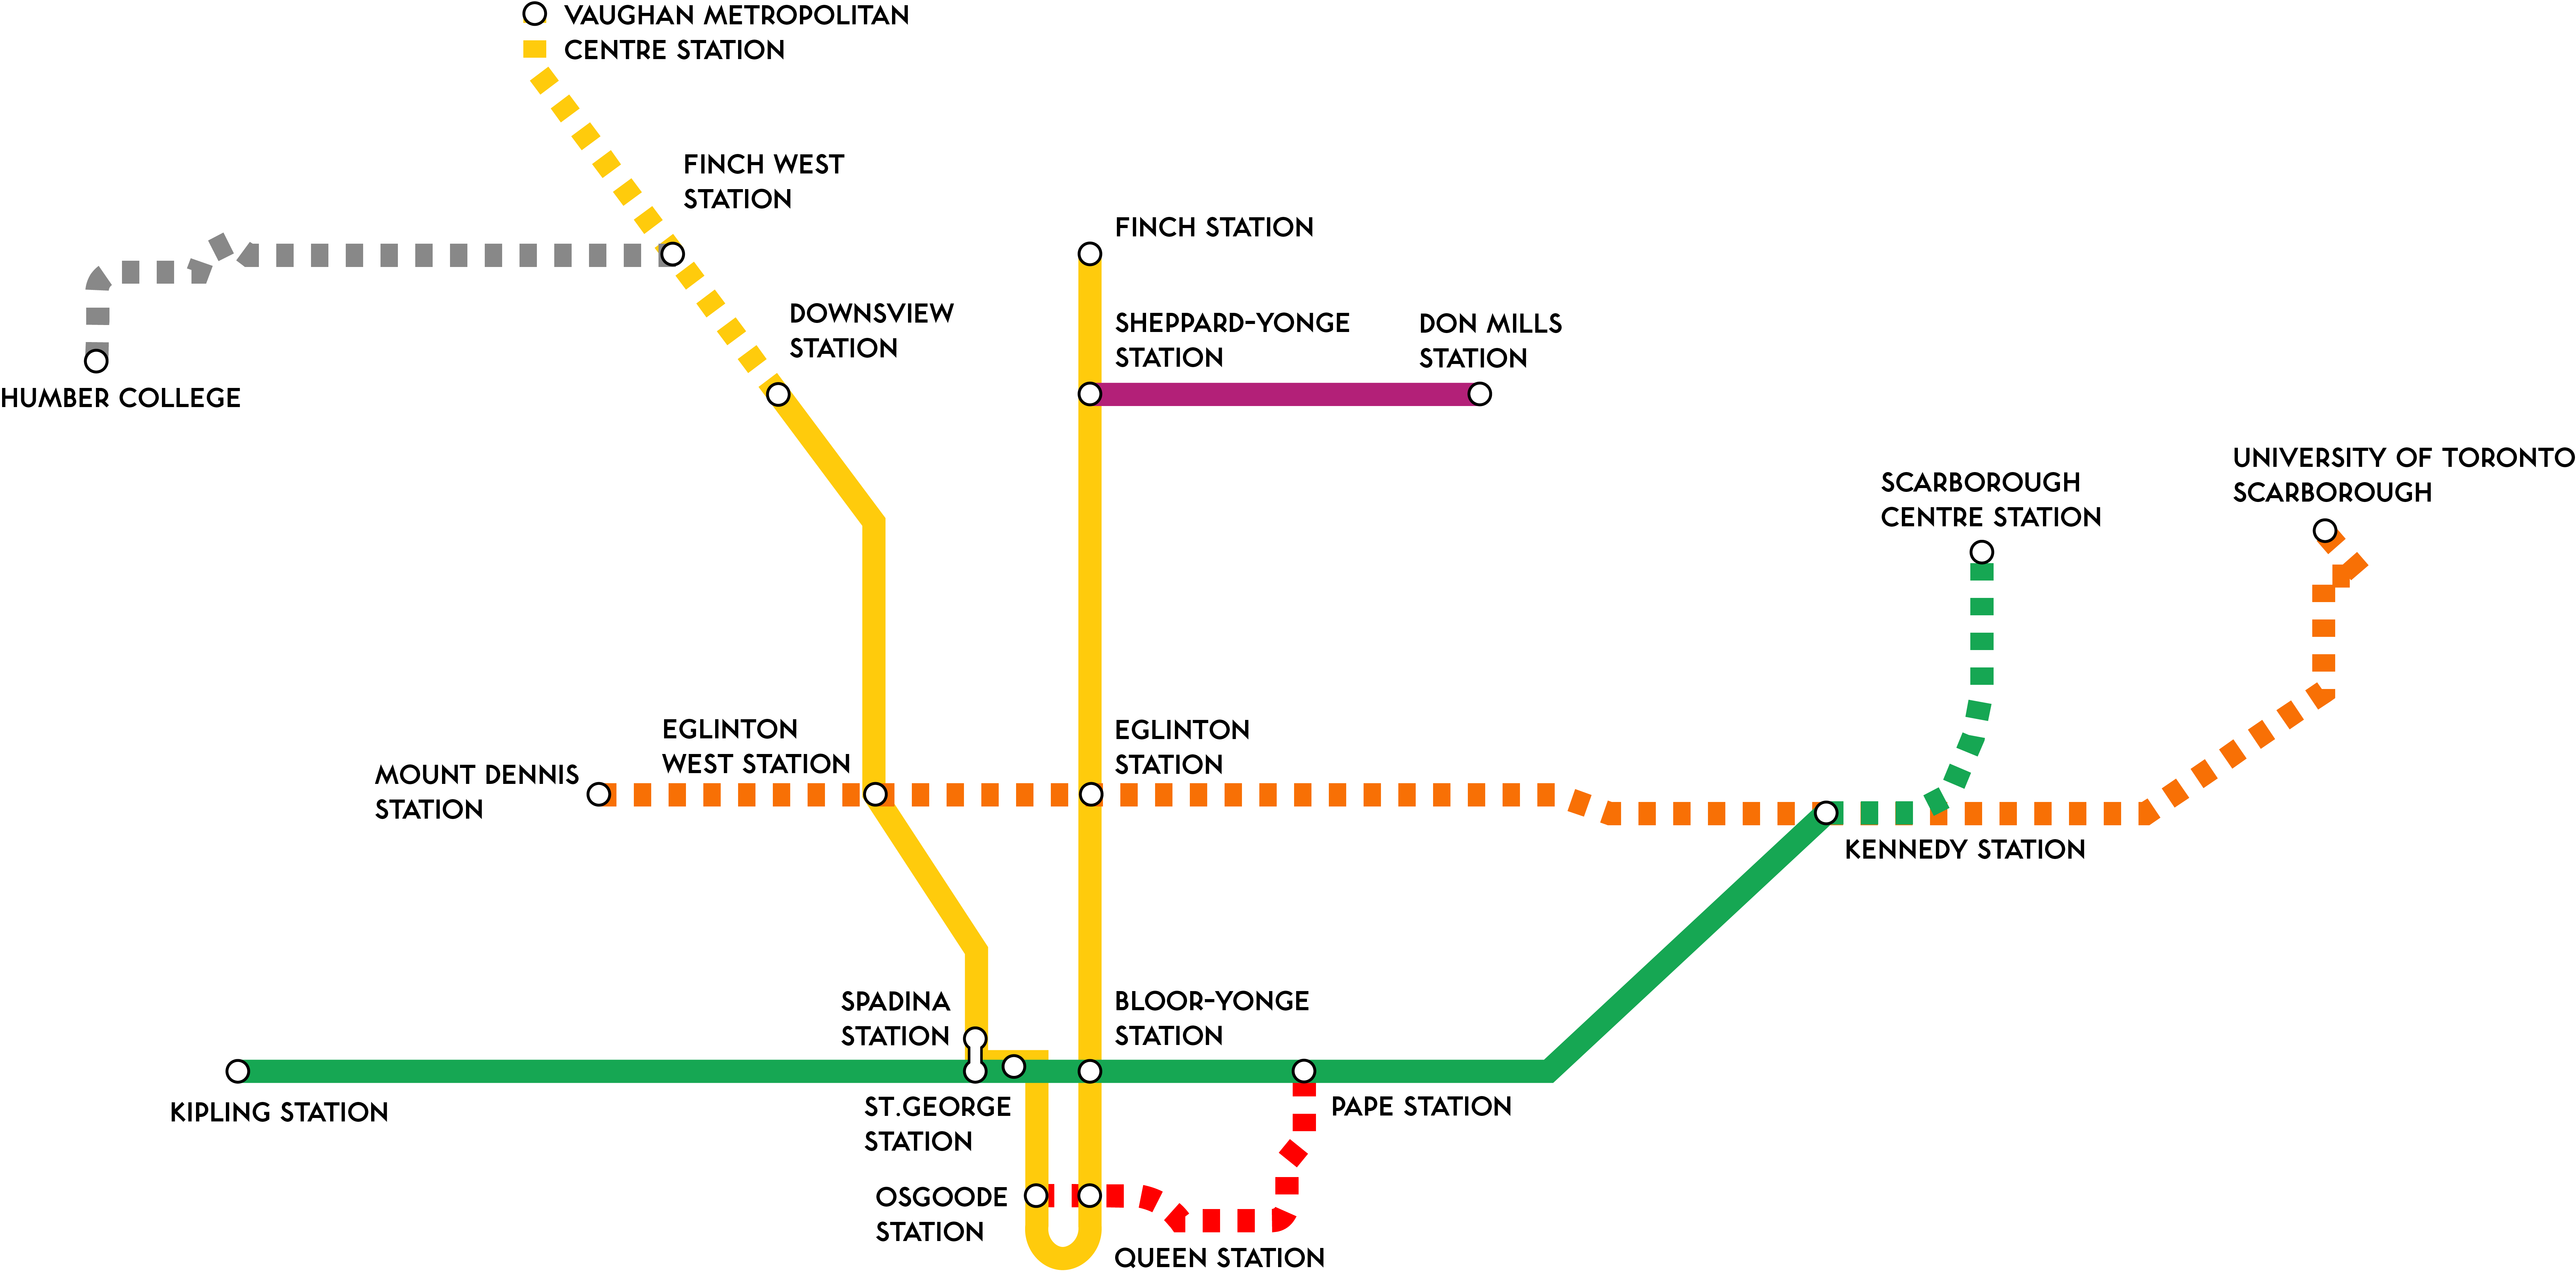 VAUGHAN METROPOLITAN
CENTRE STATION
FINCH WEST
STATION
FINCH STATION
DOWNSVIEW
STATION
SHEPPARD-YONGE
STATION
DON MILLS
STATION
HUMBER COLLEGE
UNIVERSITY OF TORONTO
SCARBOROUGH
SCARBOROUGH
CENTRE STATION
EGLINTON
WEST STATION
EGLINTON
STATION
MOUNT DENNIS
STATION
KENNEDY STATION
SPADINA
STATION
BLOOR-YONGE
STATION
KIPLING STATION
ST.GEORGE
STATION
PAPE STATION
OSGOODE
STATION
QUEEN STATION